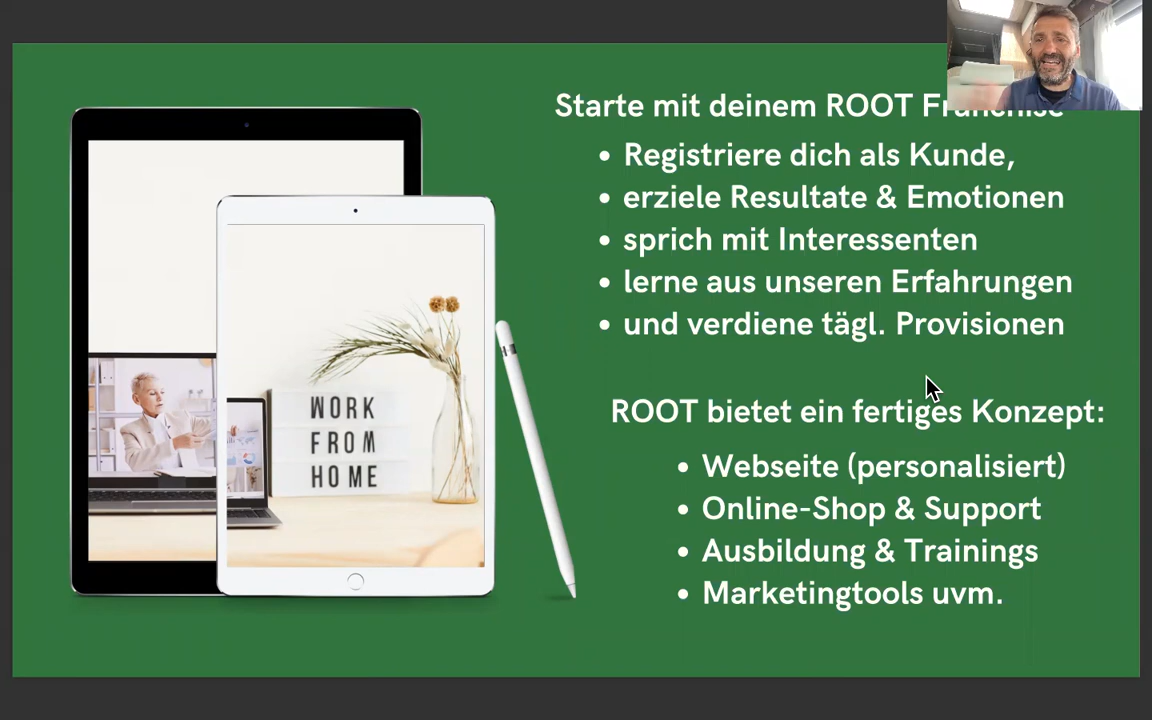 Starte mit deinem ROOT Franchise
Registriere dich als Kunde,
erziele Resultate & Emotionen
sprich mit Interessenten
lerne aus unseren Erfahrungen
und verdiene tägl. Provisionen
ROOT bietet ein fertiges Konzept:
Webseite (personalisiert)
Online-Shop & Support
Ausbildung & Trainings
Marketingtools uvm.
WORK
FROM
HOME